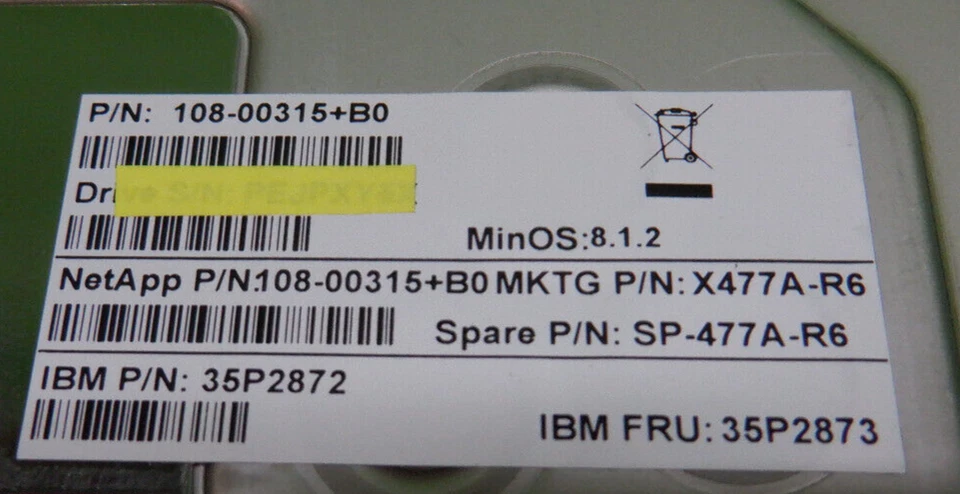 P/N: 108-00315+B0
Drive S/N:
MinOS:8.1.2
NetApp P/N:108-00315+B0 MKTG P/N: X477A-R6
Spare P/N: SP-477A-R6
IBM P/N: 35P2872
IBM FRU: 35P2873